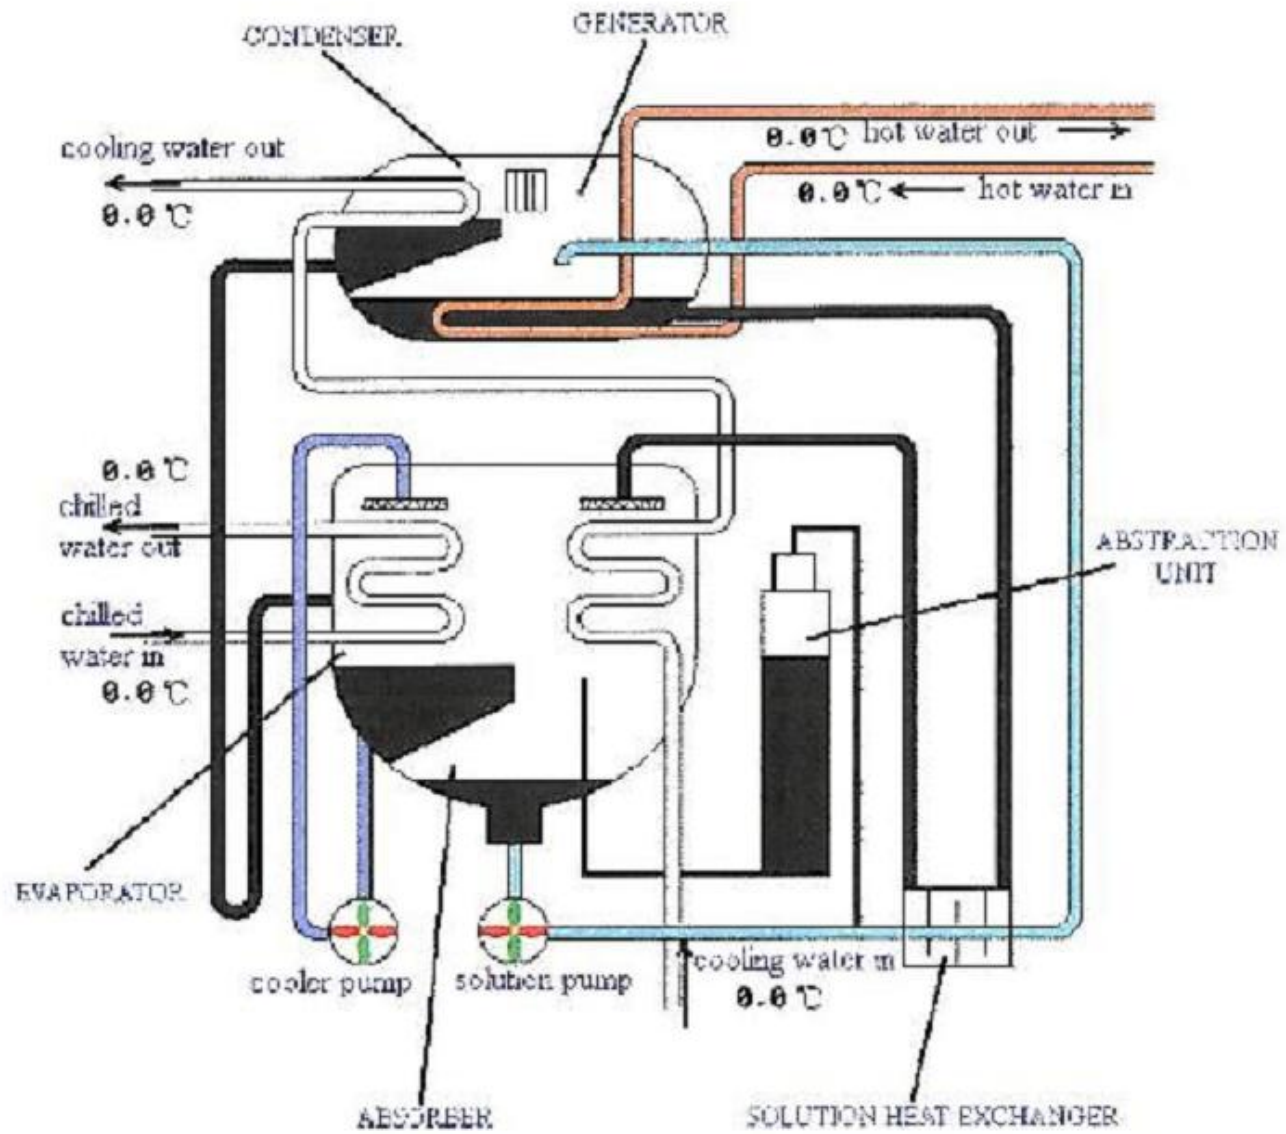 CONDENSER
GENERATOR
cooling water out
0.0℃
0.0℃ hot water out
0.0℃ hot water in
0.0℃
chilled
water out
chilled
water in
0.0℃
ABSTRACTION
UNIT
EVAPORATOR
cooler pump
solution pump
cooling water in
0.0℃
ABSORBER
SOLUTION HEAT EXCHANGER